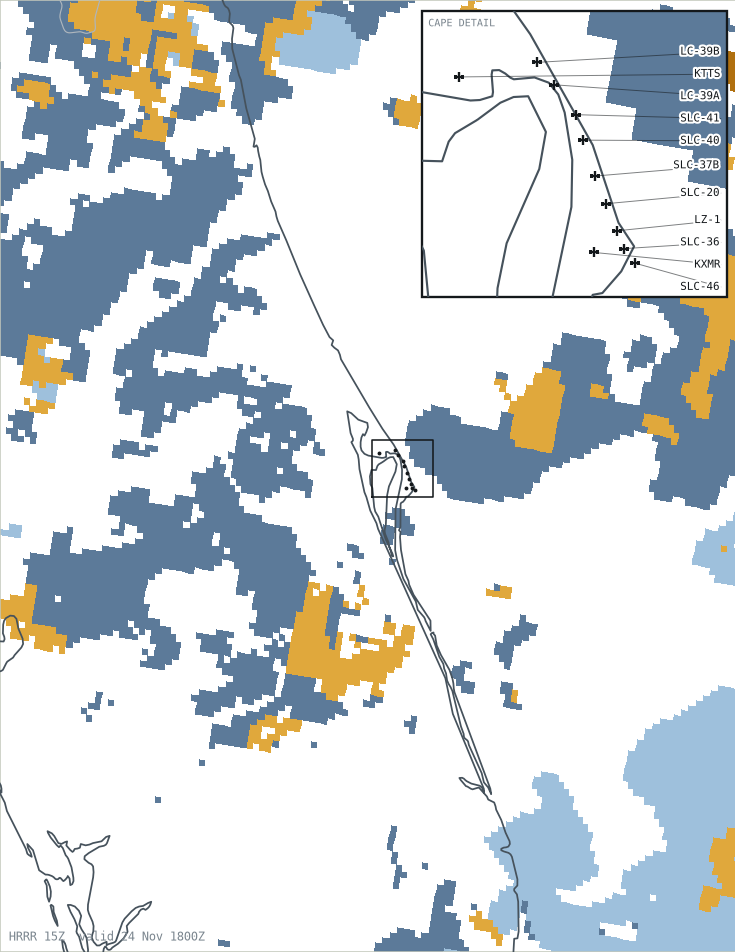 CAPE DETAIL
LC-39B
KTTS
LC-39A
SLC-41
SLC-40
SLC-37B
SLC-20
LZ-1
SLC-36
KXMR
SLC-46
HRRR 15Z  valid 24 Nov 1800Z